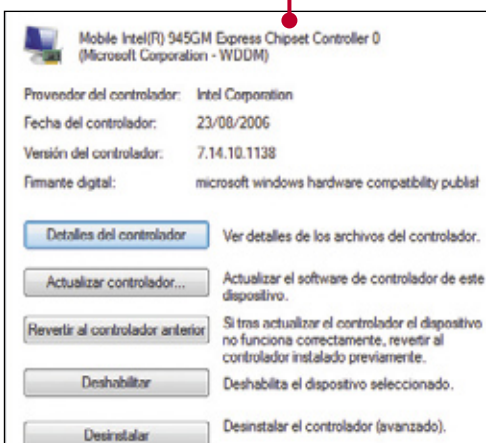 Mobile Intel(R) 945GM Express Chipset Controller 0
(Microsoft Corporation - WDDM)
Proveedor del controlador: Intel Corporation
Fecha del controlador: 23/08/2006
Versión del controlador: 7.14.10.1138
Firmante digital: microsoft windows hardware compatibility publisl
Detalles del controlador
Ver detalles de los archivos del controlador.
Actualizar controlador...
Actualizar el software de controlador de este
dispositivo.
Revertir al controlador anterior
Si tras actualizar el controlador el dispositivo
no funciona correctamente, revertir al
controlador instalado previamente.
Deshabilitar
Deshabilita el dispositivo seleccionado.
Desinstalar
Desinstalar el controlador (avanzado).